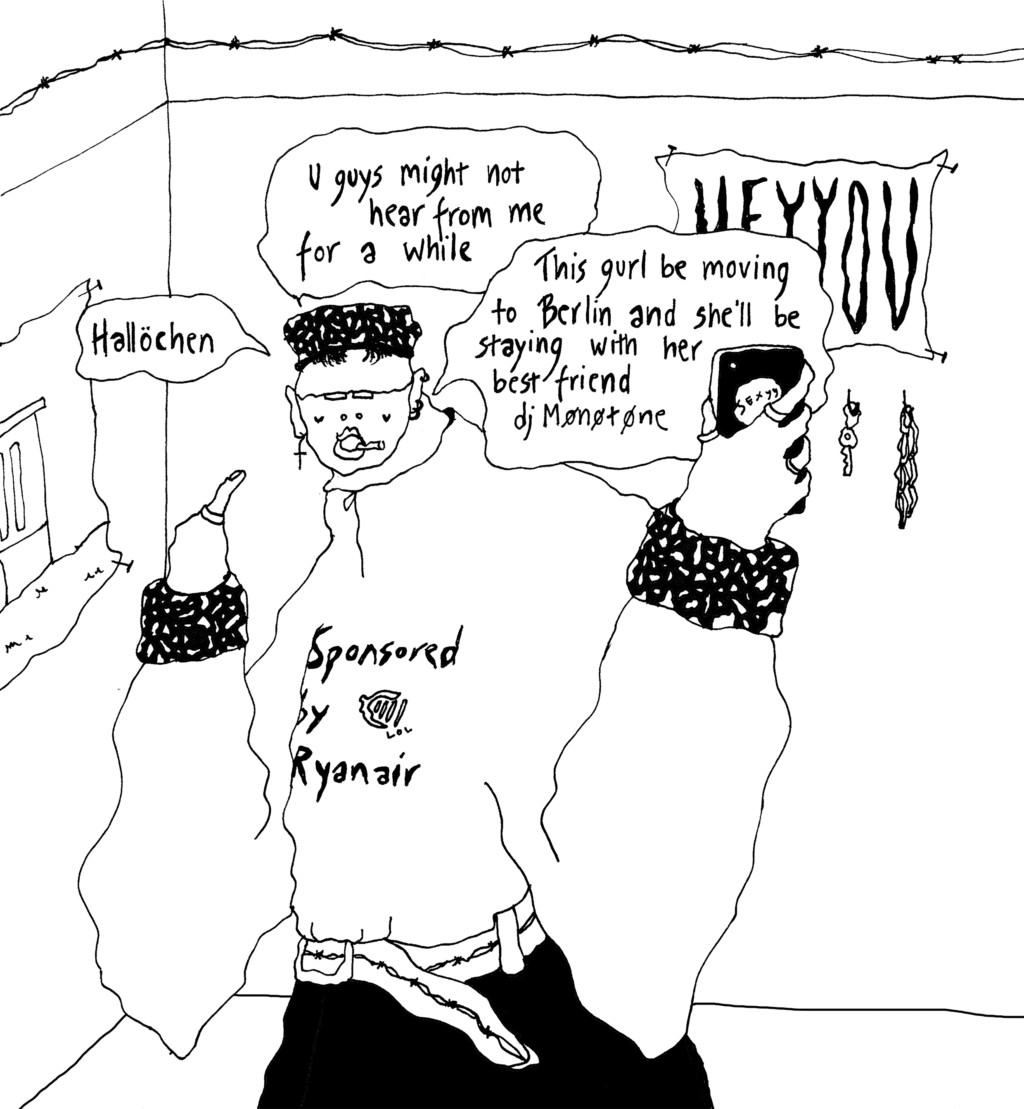 U guys might not
hear from me
for a while
Hallöchen
This gurl be moving
to Berlin and she'll be
staying with her
best friend
dj Mønøtøne
HEYYOU
SEXYY
Sponsored
by
LOL
Ryanair